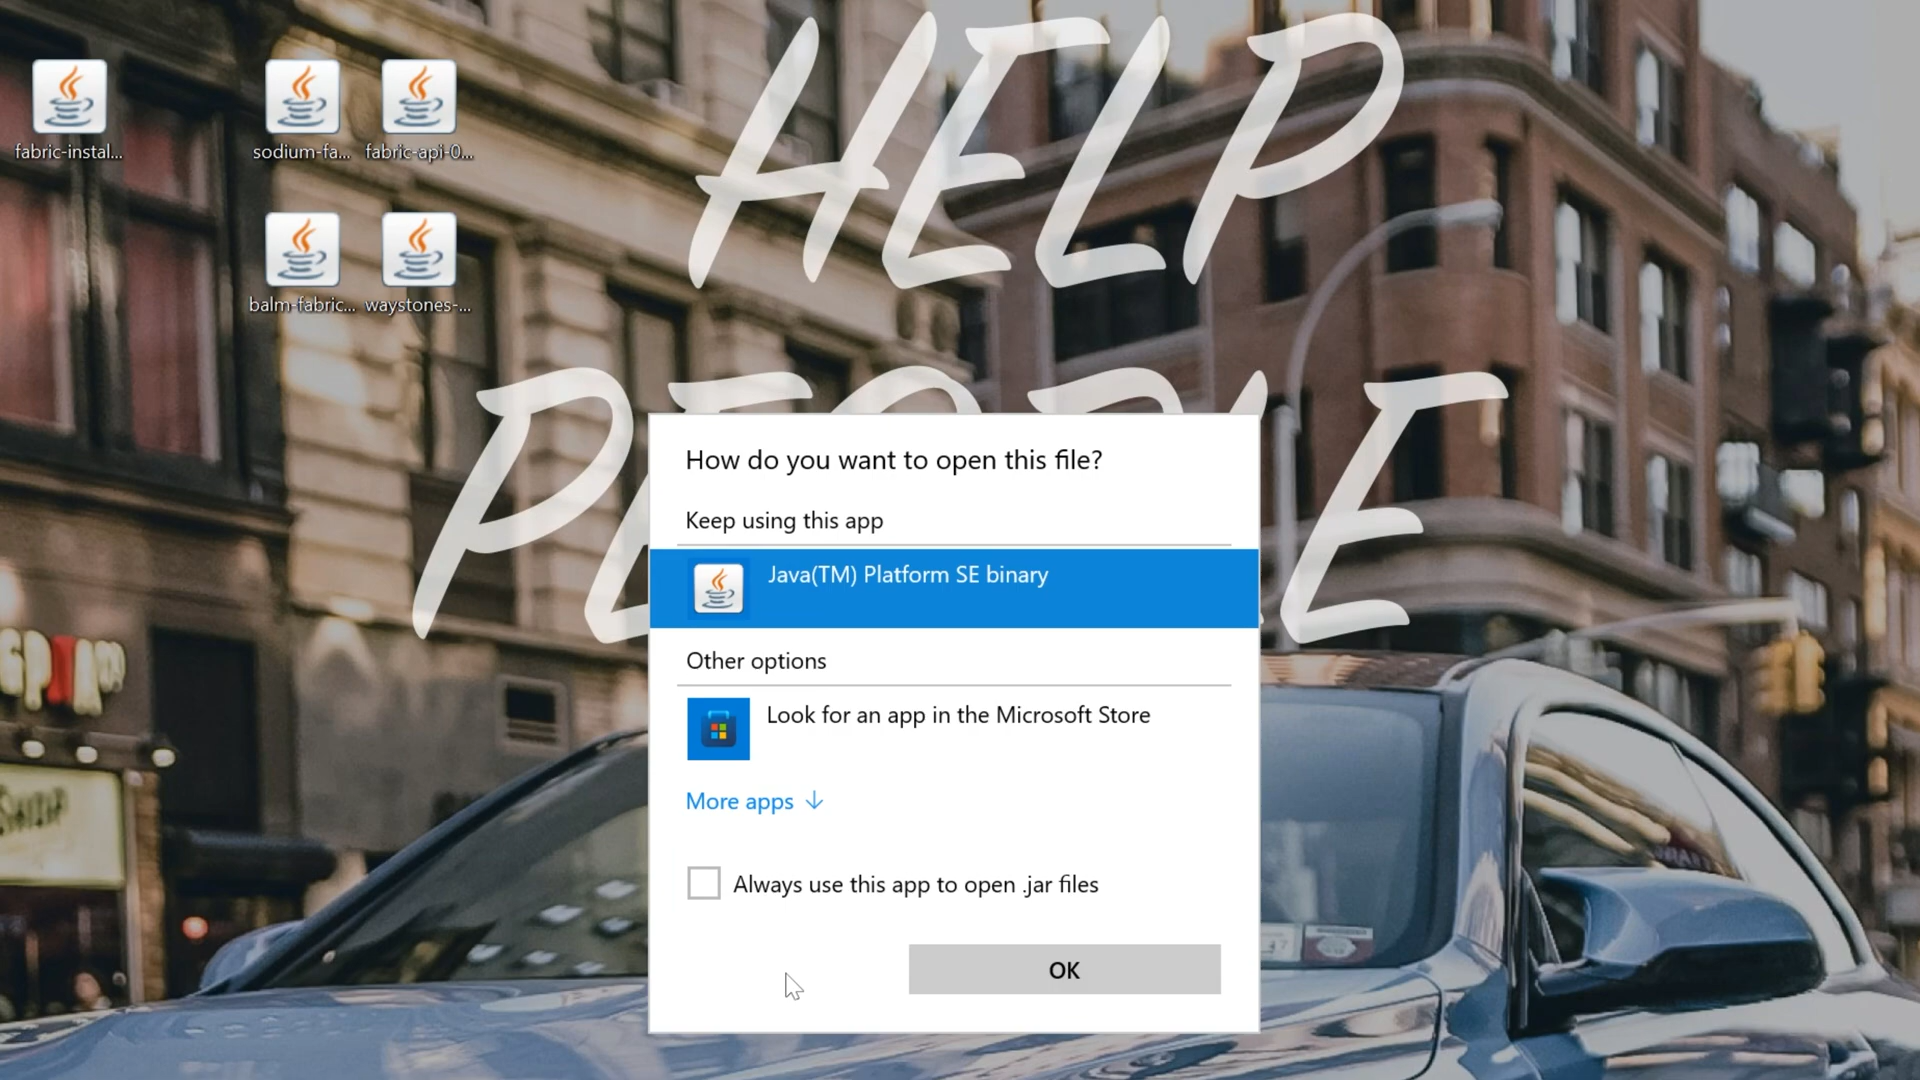 HELP
fabric-instal...
sodium-fa...
fabric-api-0...
balm-fabric...
waystones-...
How do you want to open this file?
Keep using this app
Java(TM) Platform SE binary
Other options
Look for an app in the Microsoft Store
More apps
Always use this app to open .jar files
OK